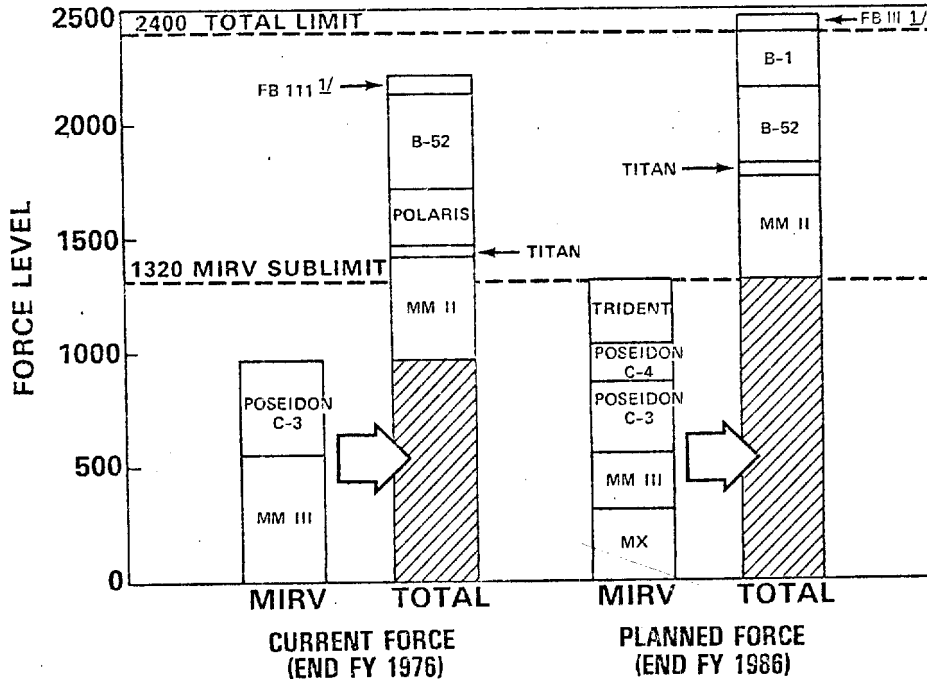 2500
2400 TOTAL LIMIT
FB III 1/
B-1
FB 111 1/
2000
B-52
B-52
TITAN
POLARIS
MM II
1500
TITAN
1320 MIRV SUBLIMIT
MM II
TRIDENT
1000
POSEIDON
C-4
POSEIDON
C-3
POSEIDON
C-3
500
MM III
MM III
MX
0
FORCE LEVEL
MIRV TOTAL MIRV TOTAL
CURRENT FORCE
(END FY 1976)
PLANNED FORCE
(END FY 1986)